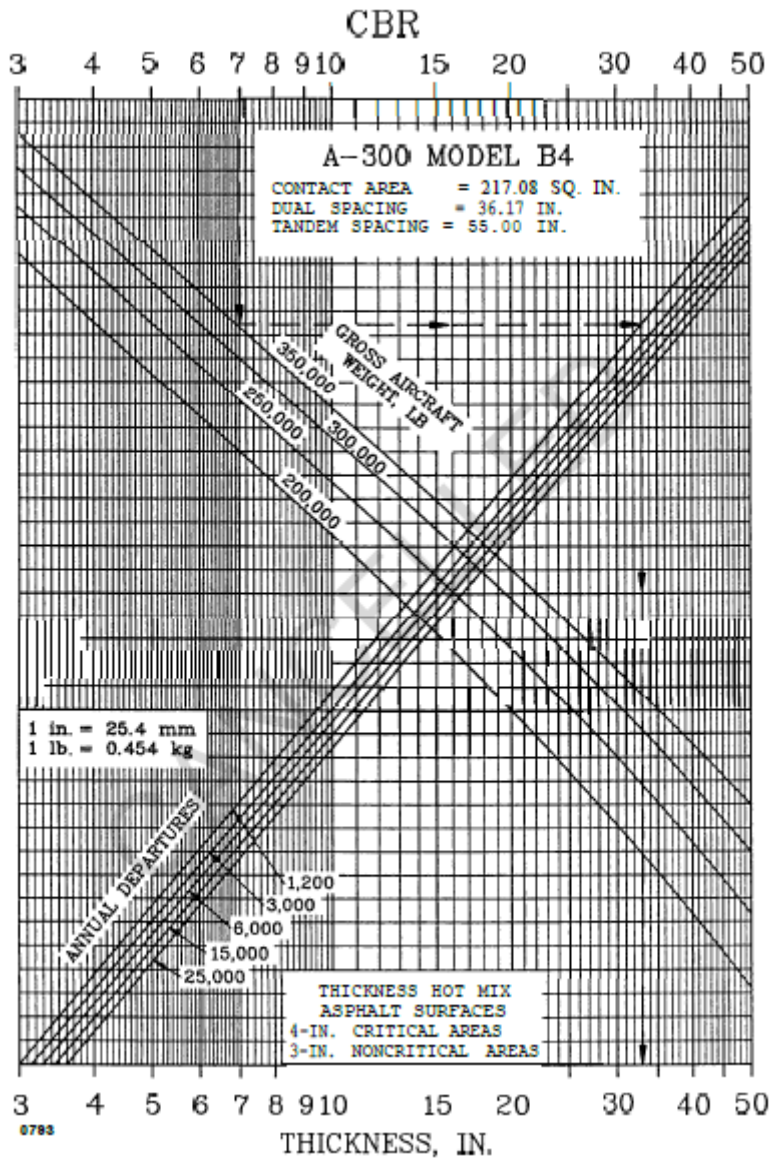 CBR
3 4 5 6 7 8 9 10 15 20 30 40 50
A-300 MODEL B4
CONTACT AREA = 217.08 SQ. IN.
DUAL SPACING = 36.17 IN.
TANDEM SPACING = 55.00 IN.
GROSS AIRCRAFT
WEIGHT, LB
350,000
300,000
250,000
200,000
CANCELLED
1 in. = 25.4 mm
1 lb. = 0.454 kg
ANNUAL DEPARTURES
1,200
3,000
6,000
15,000
25,000
THICKNESS HOT MIX
ASPHALT SURFACES
4-IN. CRITICAL AREAS
3-IN. NONCRITICAL AREAS
3 4 5 6 7 8 9 10 15 20 30 40 50
0793
THICKNESS, IN.